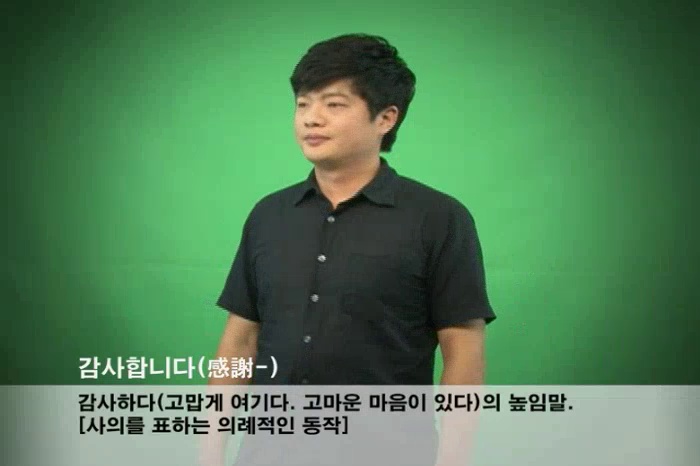 감사합니다(感謝-)
감사하다(고맙게 여기다. 고마운 마음이 있다)의 높임말.
[사의를 표하는 의례적인 동작]